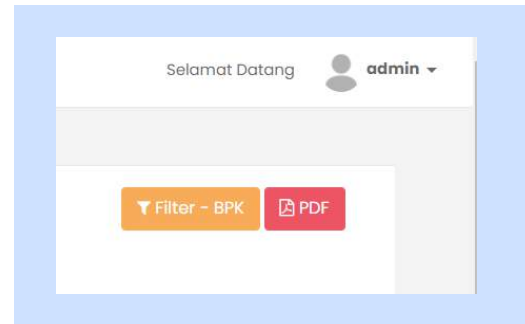 Selamat Datang admin
Filter - BPK PDF